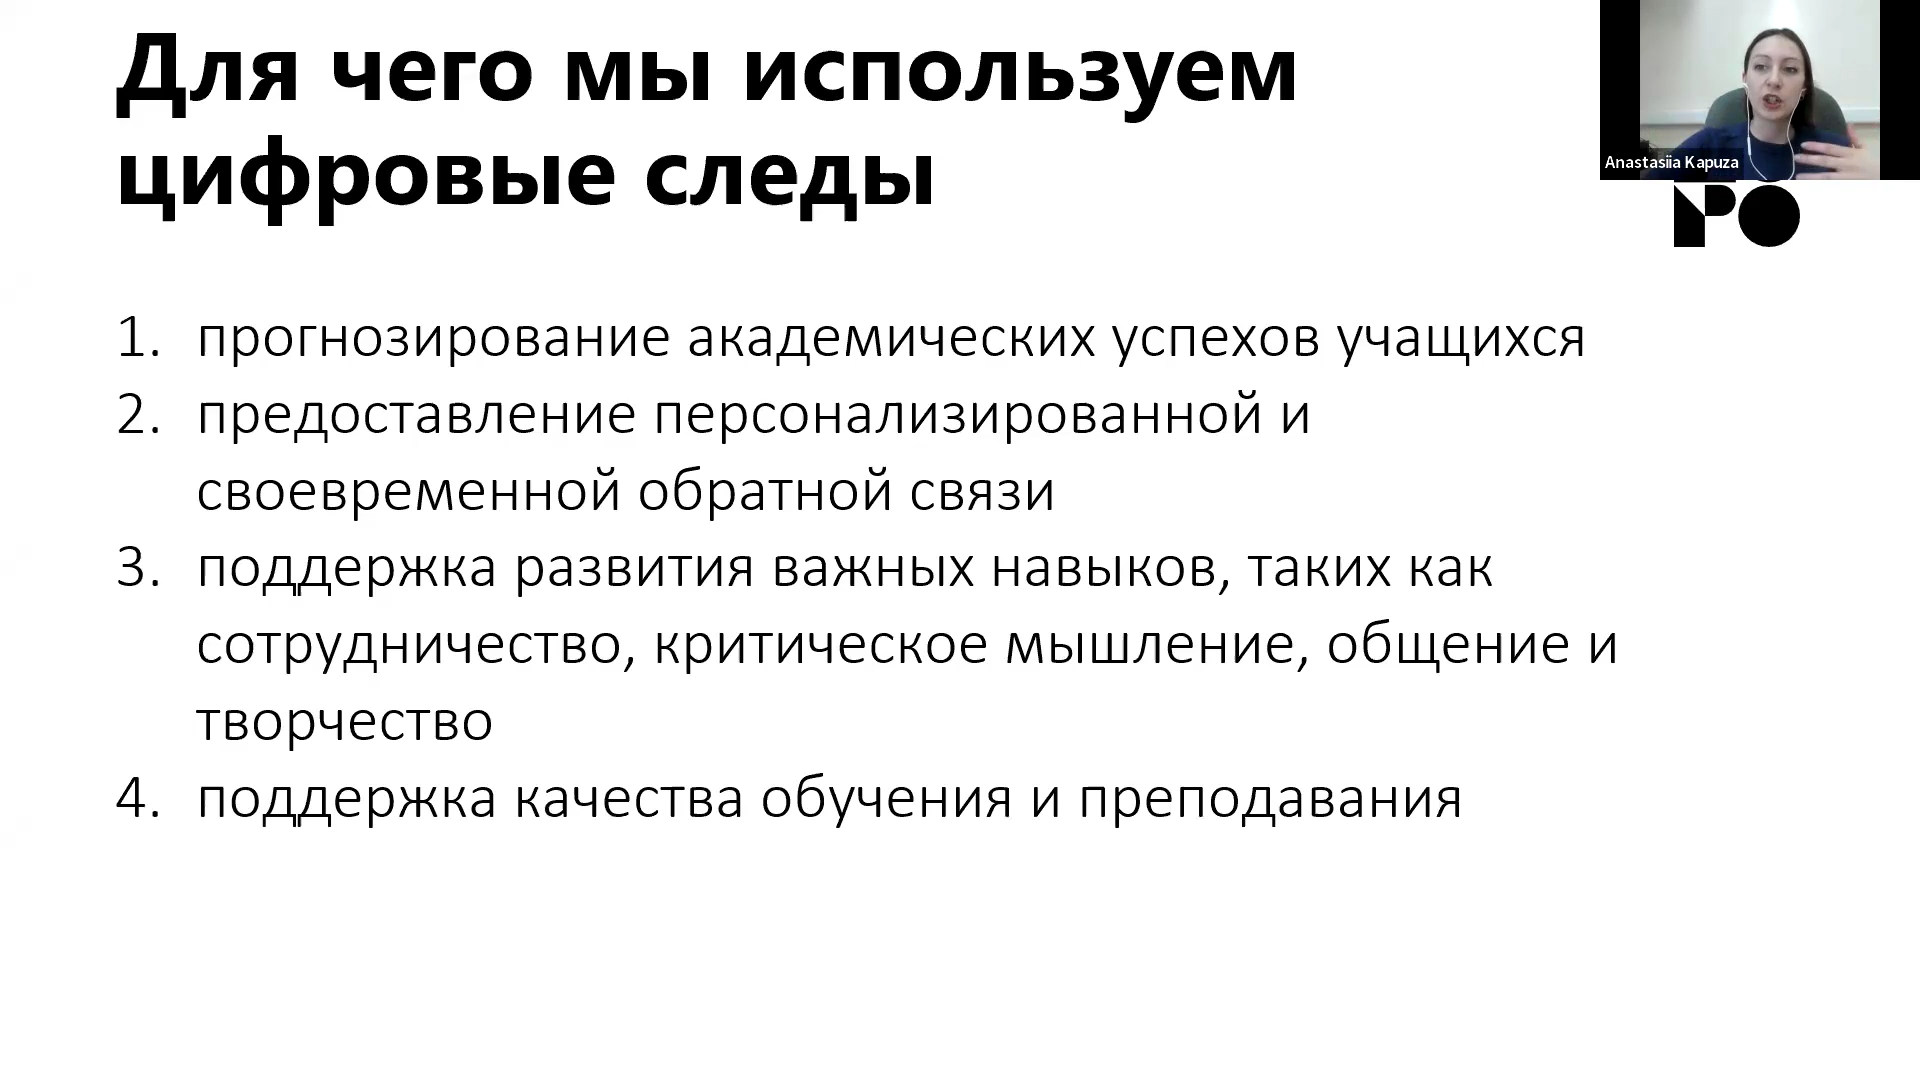 Для чего мы используем
цифровые следы
Anastasiia Kapuza
1. прогнозирование академических успехов учащихся
2. предоставление персонализированной и
своевременной обратной связи
3. поддержка развития важных навыков, таких как
сотрудничество, критическое мышление, общение и
творчество
4. поддержка качества обучения и преподавания